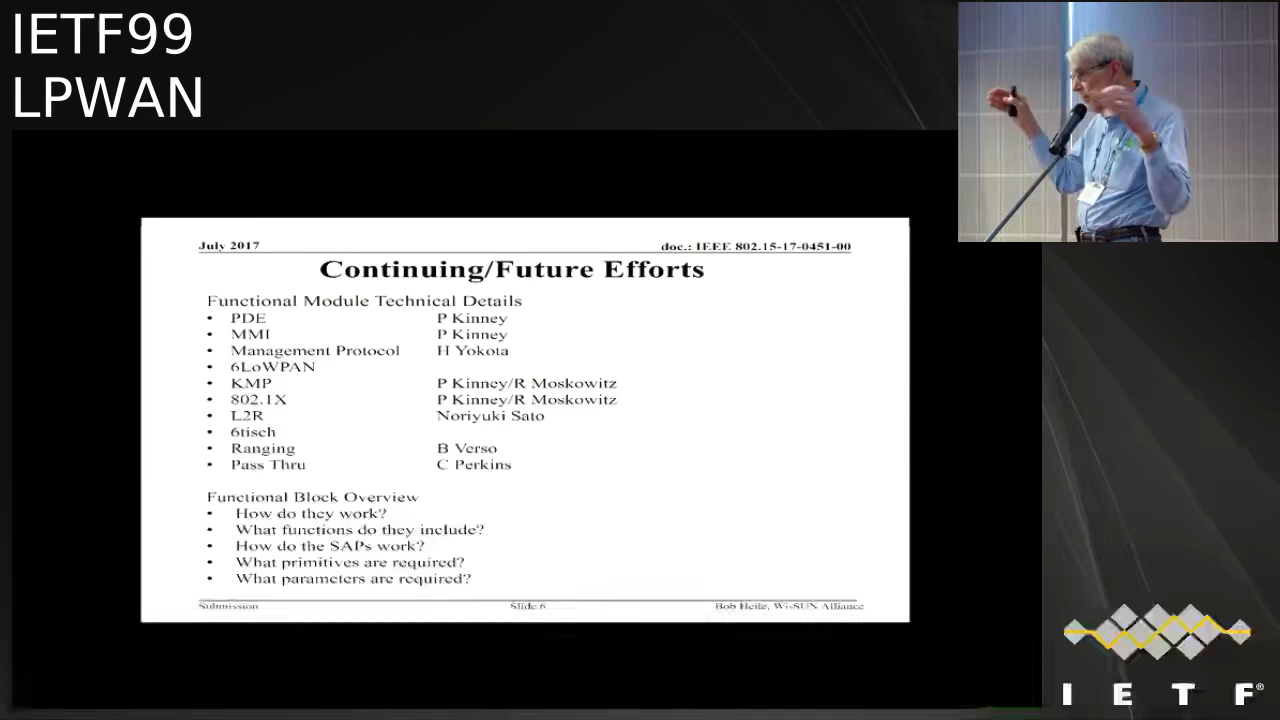 IETF99
LPWAN
July 2017 doc.: IEEE 802.15-17-0451-00
Continuing/Future Efforts
Functional Module Technical Details
• PDE P Kinney
• MMI P Kinney
• Management Protocol H Yokota
• 6LoWPAN
• KMP P Kinney/R Moskowitz
• 802.1X P Kinney/R Moskowitz
• L2R Noriyuki Sato
• 6tisch
• Ranging B Verso
• Pass Thru C Perkins
Functional Block Overview
• How do they work?
• What functions do they include?
• How do the SAPs work?
• What primitives are required?
• What parameters are required?
Submission Slide 6 Bob Heile, Wi-SUN Alliance
I E T F®